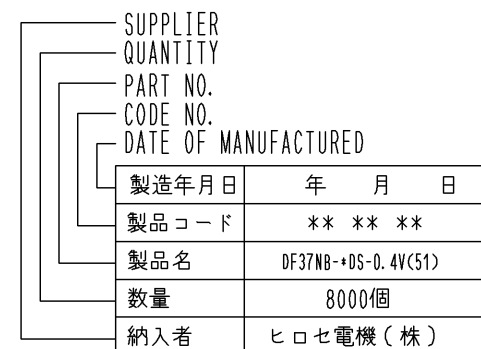 SUPPLIER
QUANTITY
PART NO.
CODE NO.
DATE OF MANUFACTURED
製造年月日 年 月 日
製品コード ** ** **
製品名 DF37NB-*DS-0.4V(51)
数量 8000個
納入者 ヒロセ電機(株)